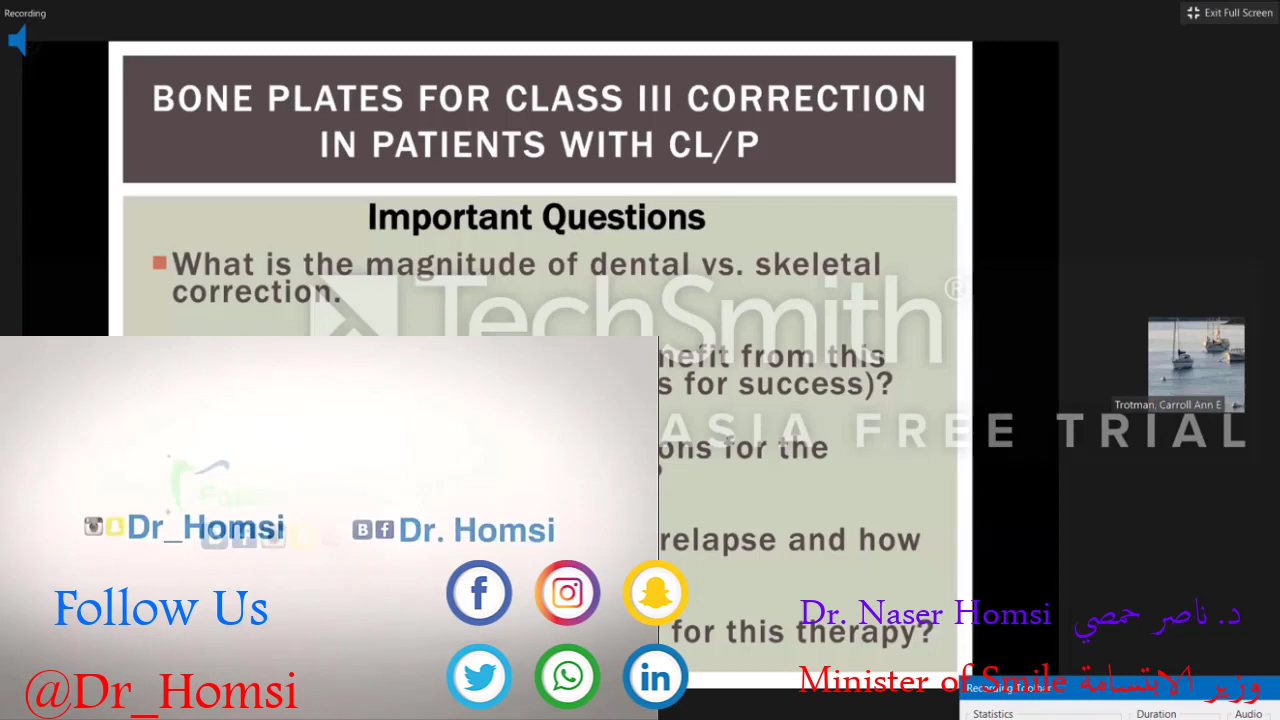 Recording
Exit Full Screen
BONE PLATES FOR CLASS III CORRECTION
IN PATIENTS WITH CL/P
Important Questions
What is the magnitude of dental vs. skeletal
correction.
TechSmith®
from this
s for success)?
ASIA FREE TRIAL
Trotman, Carroll Ann E
for the
Dr_Homsi
Dr. Homsi
relapse and how
Follow Us
Dr. Naser Homsi د. ناصر حمصي
for this therapy?
@Dr_Homsi
Minister of Smile وزير الابتسامة
Recording Toolbar
Statistics
Duration
Audio